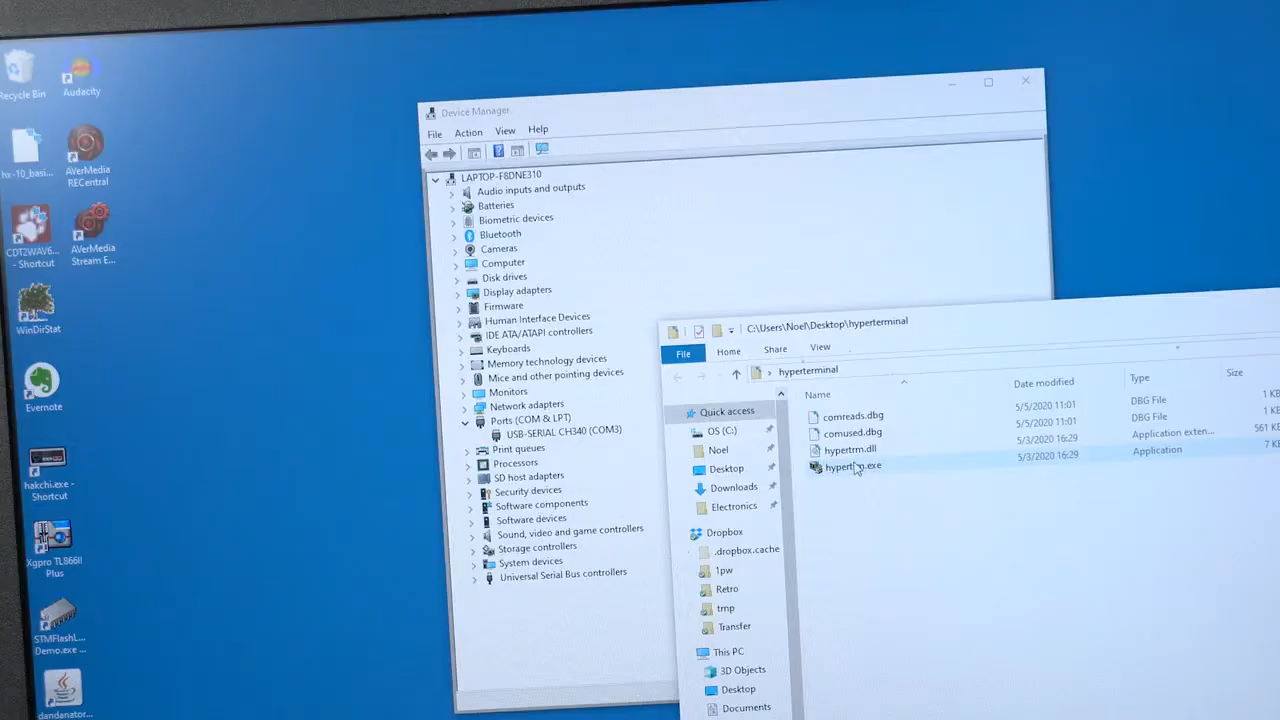 Recycle Bin
Audacity
hx-10_basi...
AVerMedia
RECentral
CDT2WAV6...
- Shortcut
AVerMedia
Stream E...
WinDirStat
Evernote
hakchi.exe -
Shortcut
Xgpro TL866II
Plus
STMFlashL...
Demo.exe ...
dandanator...
Device Manager
File Action View Help
LAPTOP-F8DNE310
Audio inputs and outputs
Batteries
Biometric devices
Bluetooth
Cameras
Computer
Disk drives
Display adapters
Firmware
Human Interface Devices
IDE ATA/ATAPI controllers
Keyboards
Memory technology devices
Mice and other pointing devices
Monitors
Network adapters
Ports (COM & LPT)
USB-SERIAL CH340 (COM3)
Print queues
Processors
SD host adapters
Security devices
Software components
Software devices
Sound, video and game controllers
Storage controllers
System devices
Universal Serial Bus controllers
C:\Users\Noel\Desktop\hyperterminal
File Home Share View
hyperterminal
Name Date modified Type Size
comreads.dbg 5/5/2020 11:01 DBG File 1 KB
comused.dbg 5/5/2020 11:01 DBG File 1 KB
hypertrm.dll 5/3/2020 16:29 Application exten... 561 KB
hypertrm.exe 5/3/2020 16:29 Application 7 KB
Quick access
OS (C:)
Noel
Desktop
Downloads
Electronics
Dropbox
.dropbox.cache
1pw
Retro
tmp
Transfer
This PC
3D Objects
Desktop
Documents